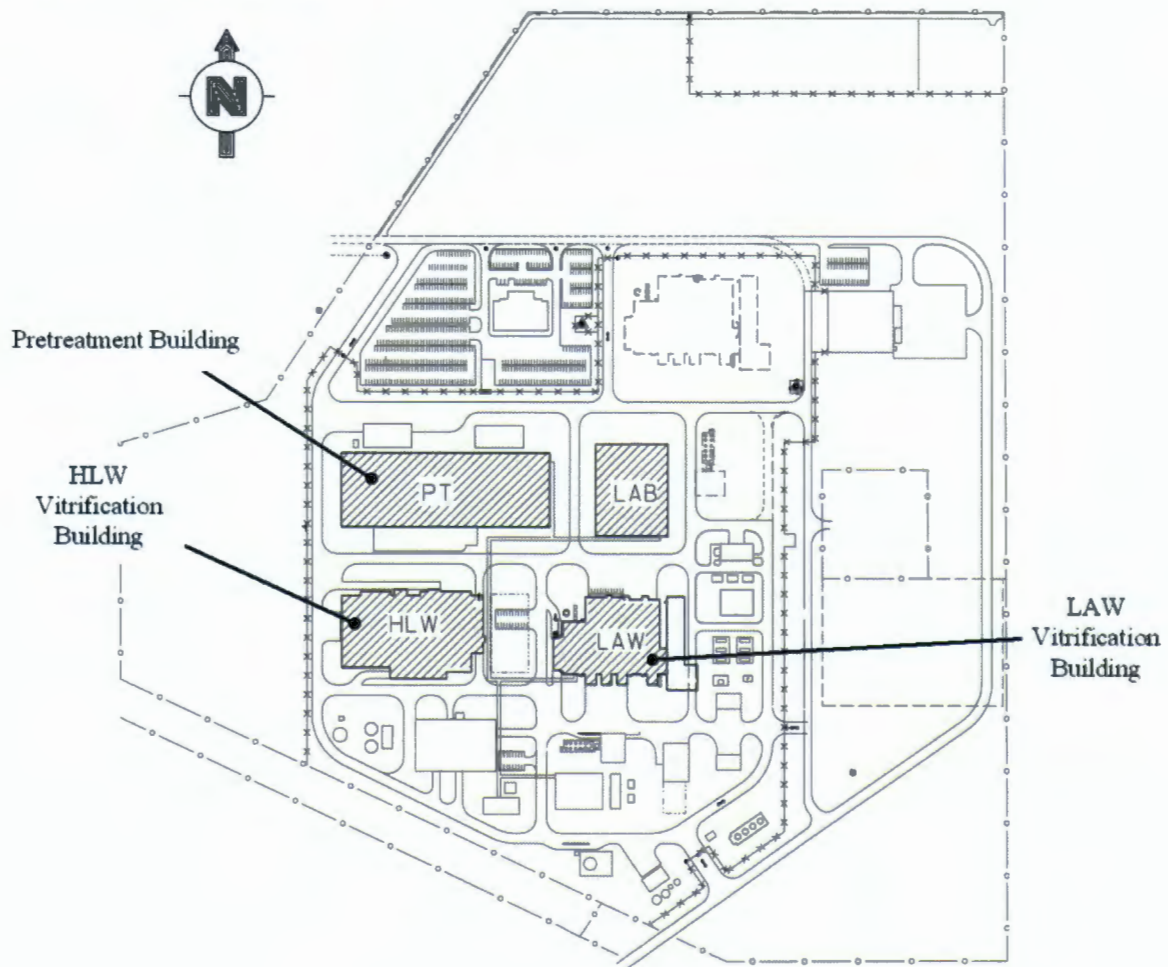 N
Pretreatment Building
HLW
Vitrification
Building
PT
LAB
HLW
LAW
LAW
Vitrification
Building